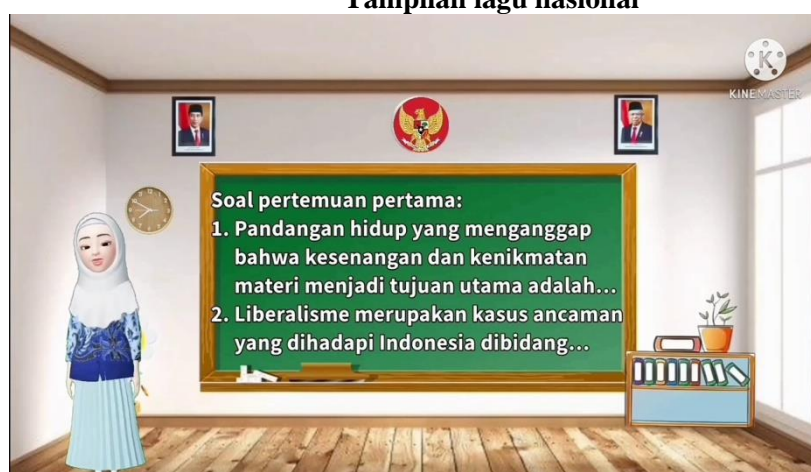 Tampilan lagu nasional
KINEMASTER
Soal pertemuan pertama:
1. Pandangan hidup yang menganggap
bahwa kesenangan dan kenikmatan
materi menjadi tujuan utama adalah...
2. Liberalisme merupakan kasus ancaman
yang dihadapi Indonesia dibidang...